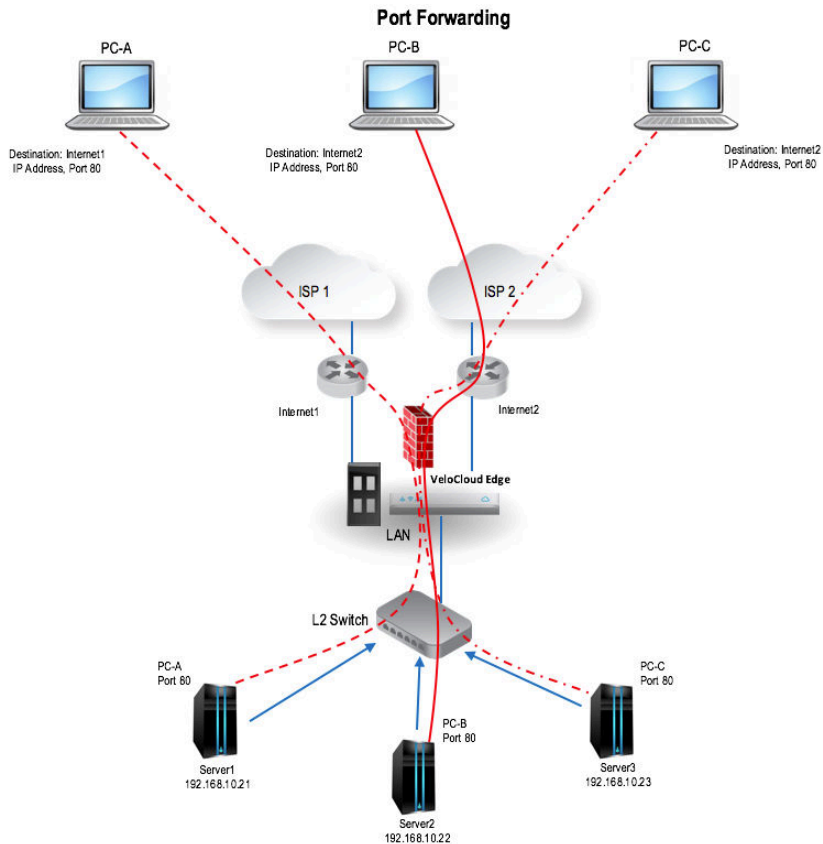 Port Forwarding
PC-A
PC-B
PC-C
Destination: Internet1
IP Address, Port 80
Destination: Internet2
IP Address, Port 80
Destination: Internet2
IP Address, Port 80
ISP 1
ISP 2
Internet1
Internet2
VeloCloud Edge
LAN
L2 Switch
PC-A
Port 80
PC-C
Port 80
PC-B
Port 80
Server1
192.168.10.21
Server3
192.168.10.23
Server2
192.168.10.22